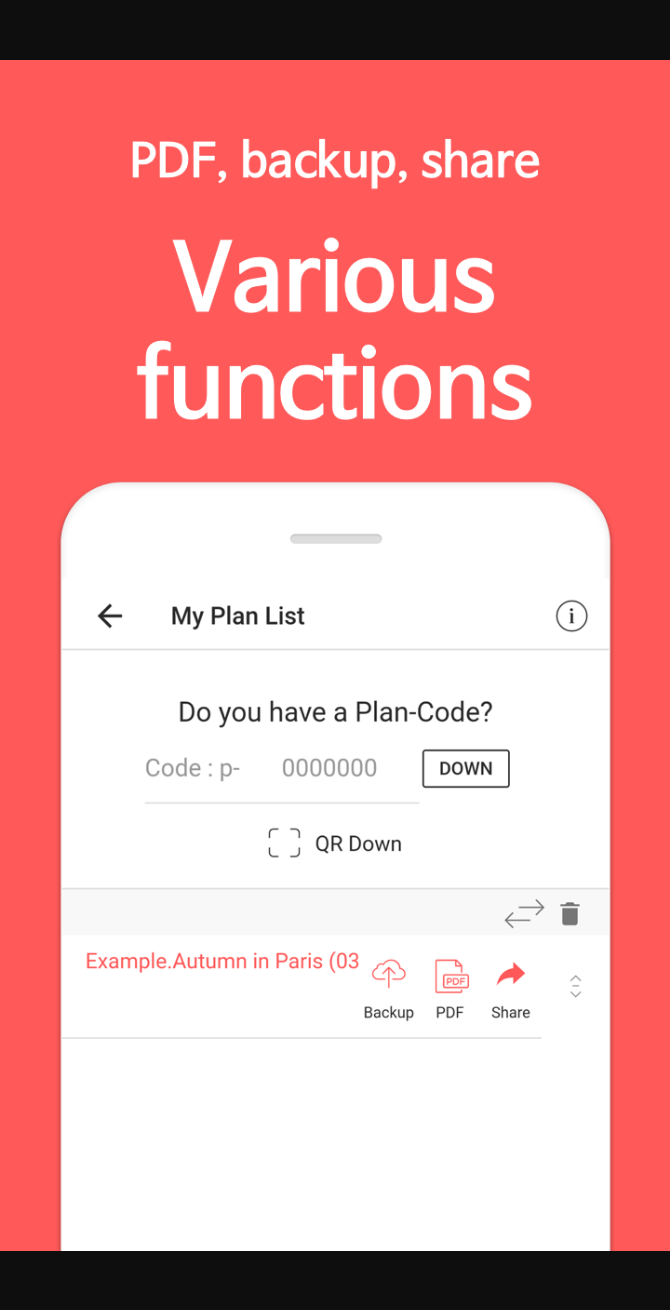 PDF, backup, share
Various
functions
My Plan List
i
Do you have a Plan-Code?
Code : p- 0000000 DOWN
QR Down
Example.Autumn in Paris (03
PDF
Backup PDF Share